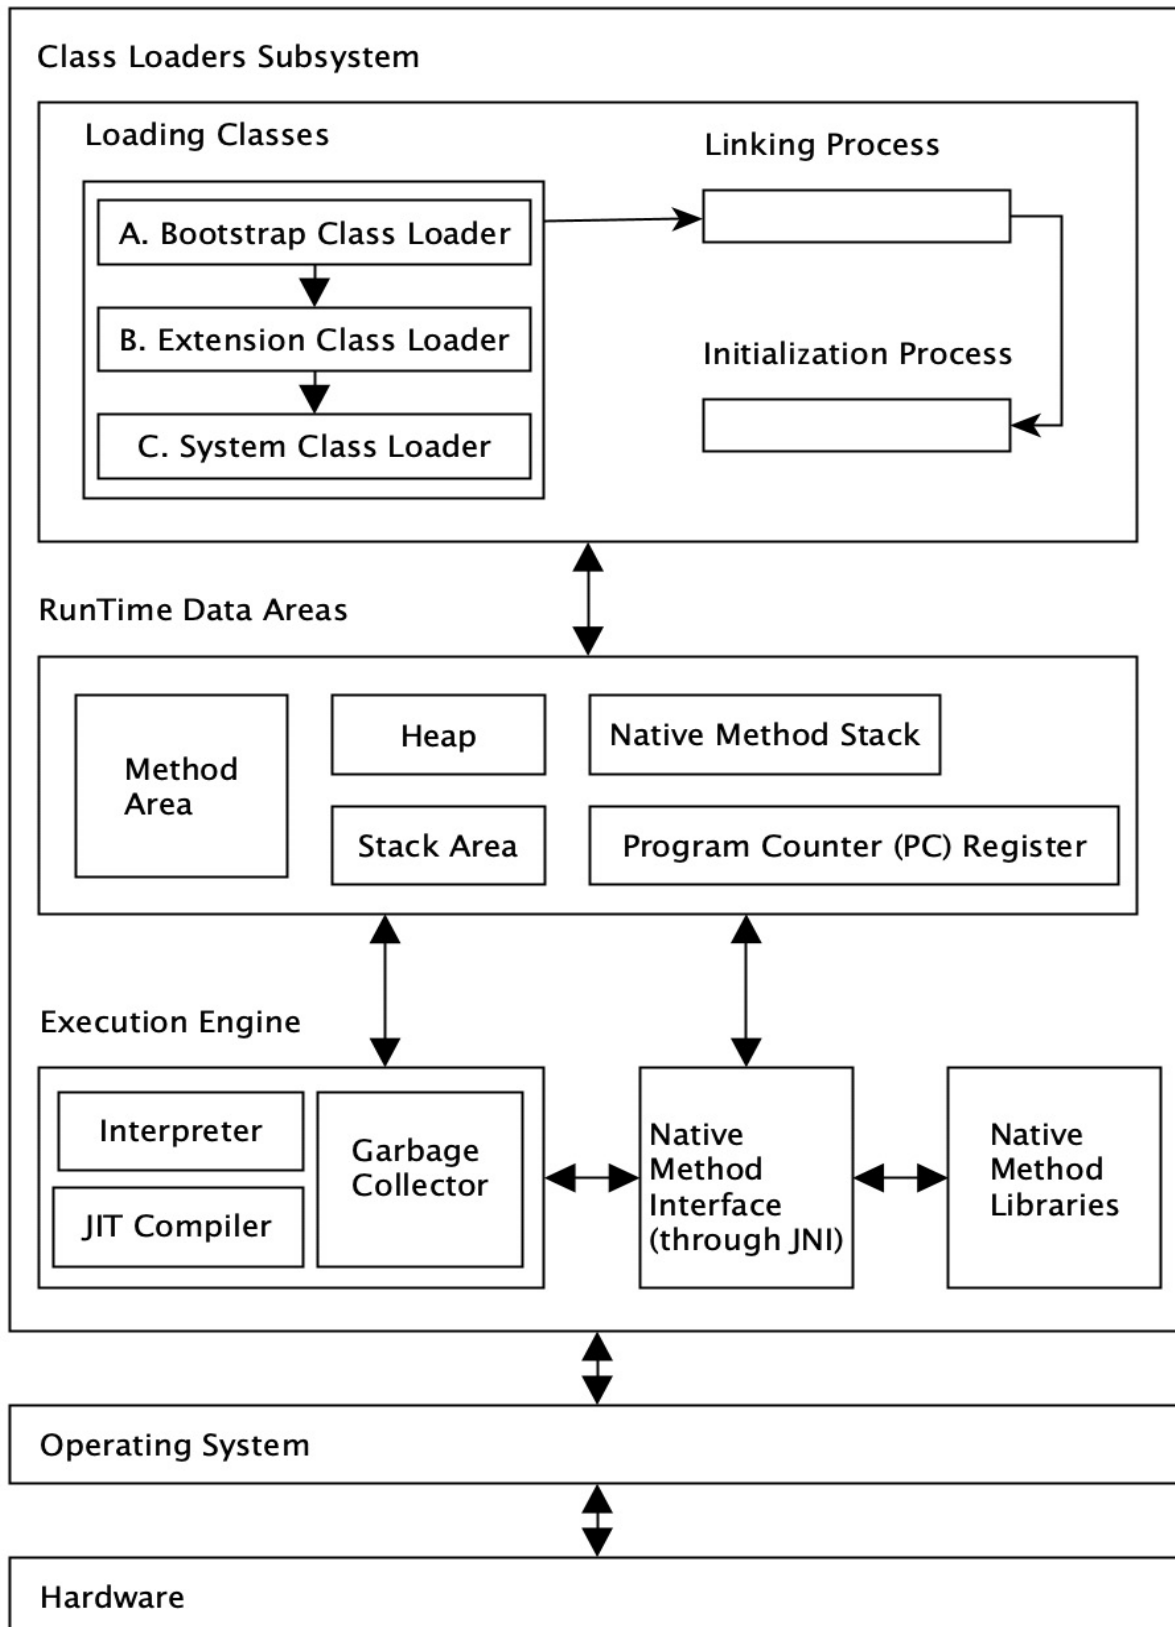 Class Loaders Subsystem
Loading Classes
A. Bootstrap Class Loader
B. Extension Class Loader
C. System Class Loader
Linking Process
Initialization Process
RunTime Data Areas
Method
Area
Heap
Stack Area
Native Method Stack
Program Counter (PC) Register
Execution Engine
Interpreter
JIT Compiler
Garbage
Collector
Native
Method
Interface
(through JNI)
Native
Method
Libraries
Operating System
Hardware